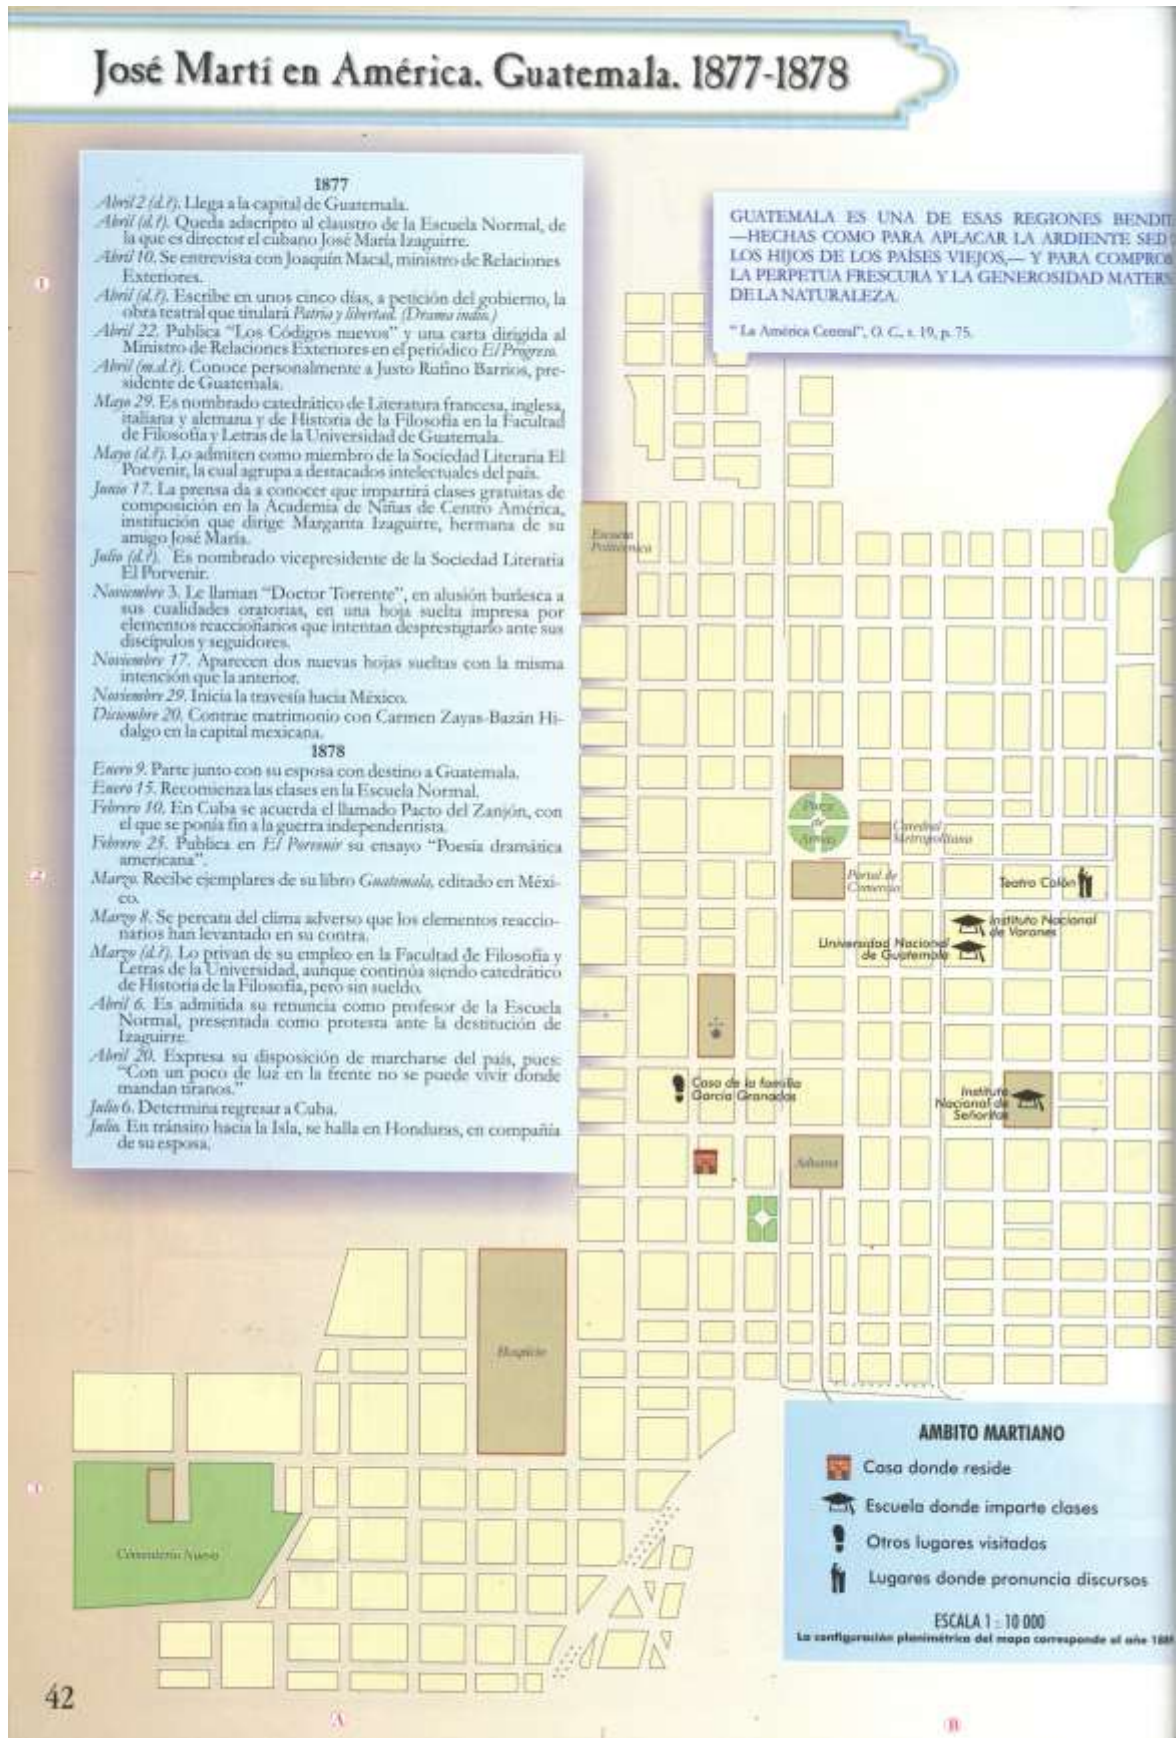 José Martí en América. Guatemala. 1877-1878
1877
Abril 2 (d.?). Llega a la capital de Guatemala.
Abril (d.?). Queda adscripto al claustro de la Escuela Normal, de
la que es director el cubano José María Izaguirre.
Abril 10. Se entrevista con Joaquín Macal, ministro de Relaciones
Exteriores.
Abril (d.?). Escribe en unos cinco días, a petición del gobierno, la
obra teatral que titulará Patria y libertad. (Drama indio.)
Abril 22. Publica “Los Códigos nuevos” y una carta dirigida al
Ministro de Relaciones Exteriores en el periódico El Progreso.
Abril (m.d.?). Conoce personalmente a Justo Rufino Barrios, pre-
sidente de Guatemala.
Mayo 29. Es nombrado catedrático de Literatura francesa, inglesa,
italiana y alemana y de Historia de la Filosofía en la Facultad
de Filosofía y Letras de la Universidad de Guatemala.
Mayo (d.?). Lo admiten como miembro de la Sociedad Literaria El
Porvenir, la cual agrupa a destacados intelectuales del país.
Junio 17. La prensa da a conocer que impartirá clases gratuitas de
composición en la Academia de Niñas de Centro América,
institución que dirige Margarita Izaguirre, hermana de su
amigo José María.
Julio (d.?). Es nombrado vicepresidente de la Sociedad Literaria
El Porvenir.
Noviembre 3. Le llaman “Doctor Torrente”, en alusión burlesca a
sus cualidades oratorias, en una hoja suelta impresa por
elementos reaccionarios que intentan desprestigiarlo ante sus
discípulos y seguidores.
Noviembre 17. Aparecen dos nuevas hojas sueltas con la misma
intención que la anterior.
Noviembre 29. Inicia la travesía hacia México.
Diciembre 20. Contrae matrimonio con Carmen Zayas-Bazán Hi-
dalgo en la capital mexicana.
1878
Enero 9. Parte junto con su esposa con destino a Guatemala.
Enero 15. Recomienza las clases en la Escuela Normal.
Febrero 10. En Cuba se acuerda el llamado Pacto del Zanjón, con
el que se ponía fin a la guerra independentista.
Febrero 25. Publica en El Porvenir su ensayo “Poesía dramática
americana”.
Marzo. Recibe ejemplares de su libro Guatemala, editado en Méxi-
co.
Marzo 8. Se percata del clima adverso que los elementos reaccio-
narios han levantado en su contra.
Marzo (d.?). Lo privan de su empleo en la Facultad de Filosofía y
Letras de la Universidad, aunque continúa siendo catedrático
de Historia de la Filosofía, pero sin sueldo.
Abril 6. Es admitida su renuncia como profesor de la Escuela
Normal, presentada como protesta ante la destitución de
Izaguirre.
Abril 20. Expresa su disposición de marcharse del país, pues:
“Con un poco de luz en la frente no se puede vivir donde
mandan tiranos.”
Julio 6. Determina regresar a Cuba.
Julio. En tránsito hacia la Isla, se halla en Honduras, en compañía
de su esposa.
GUATEMALA ES UNA DE ESAS REGIONES BENDIT
—HECHAS COMO PARA APLACAR LA ARDIENTE SED
LOS HIJOS DE LOS PAÍSES VIEJOS,— Y PARA COMPROB
LA PERPETUA FRESCURA Y LA GENEROSIDAD MATER
DE LA NATURALEZA.
“La América Central”, O. C., t. 19, p. 75.
1
2
3
Escuela
Politécnica
Plaza
de
Armas
Catedral
Metropolitana
Portal de
Comercio
Teatro Colón
Instituto Nacional
de Varones
Universidad Nacional
de Guatemala
Casa de la familia
García Granados
Instituto
Nacional de
Señoritas
Aduana
Hospicio
Cementerio Nuevo
AMBITO MARTIANO
Casa donde reside
Escuela donde imparte clases
Otros lugares visitados
Lugares donde pronuncia discursos
ESCALA 1 : 10 000
La configuración planimétrica del mapa corresponde al año
42
A
B